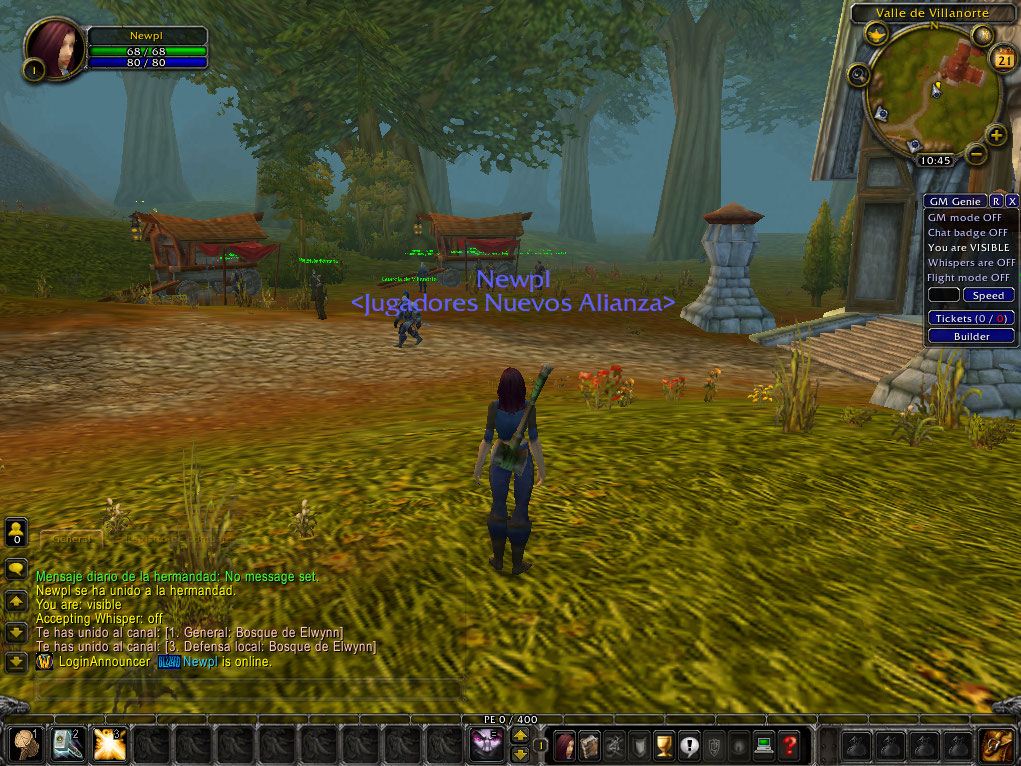 Newpl
68 / 68
80 / 80
1
Valle de Villanorte
N
21
10:45
GM Genie R X
GM mode OFF
Chat badge OFF
You are VISIBLE
Whispers are OFF
Flight mode OFF
Speed
Tickets (0 / 0)
Builder
Newpl
<Jugadores Nuevos Alianza>
0
General
Mensaje diario de la hermandad: No message set.
Newpl se ha unido a la hermandad.
You are: visible
Accepting Whisper: off
Te has unido al canal: [1. General: Bosque de Elwynn]
Te has unido al canal: [3. Defensa local: Bosque de Elwynn]
LoginAnnouncer BLIZZARD Newpl is online.
PE 0 / 400
1 2 3 E 1